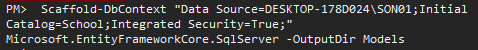 PM>  Scaffold-DbContext "Data Source=DESKTOP-178D024\SON01;Initial
Catalog=School;Integrated Security=True;"
Microsoft.EntityFrameworkCore.SqlServer -OutputDir Models